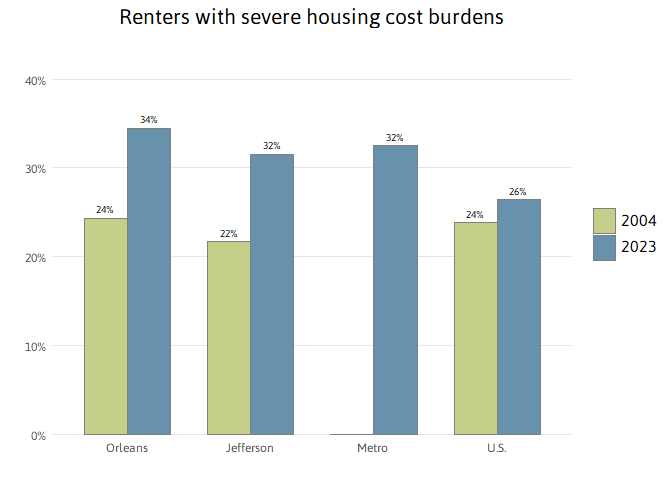 Renters with severe housing cost burdens
40%
30%
20%
10%
0%
24%
34%
22%
32%
32%
24%
26%
Orleans
Jefferson
Metro
U.S.
2004
2023